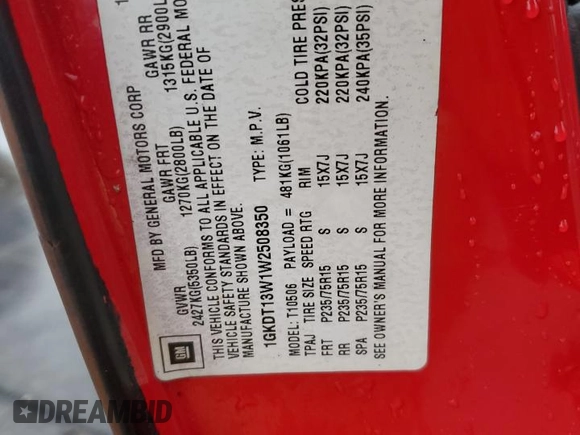 MFD BY GENERAL MOTORS CORP
GVWR GAWR FRT GAWR RR
2427KG(5350LB) 1270KG(2800LB) 1315KG(2900L
THIS VEHICLE CONFORMS TO ALL APPLICABLE U.S. FEDERAL MO
VEHICLE SAFETY STANDARDS IN EFFECT ON THE DATE OF
MANUFACTURE SHOWN ABOVE.
1GKDT13W1W2508350 TYPE: M.P.V.
MODEL: T10506 PAYLOAD = 481KG(1061LB)
TPAJ TIRE SIZE SPEED RTG RIM COLD TIRE PRES
FRT P235/75R15 S 15X7J 220KPA(32PSI)
RR P235/75R15 S 15X7J 220KPA(32PSI)
SPA P235/75R15 S 15X7J 240KPA(35PSI)
SEE OWNER'S MANUAL FOR MORE INFORMATION.
GM
DREAMBID